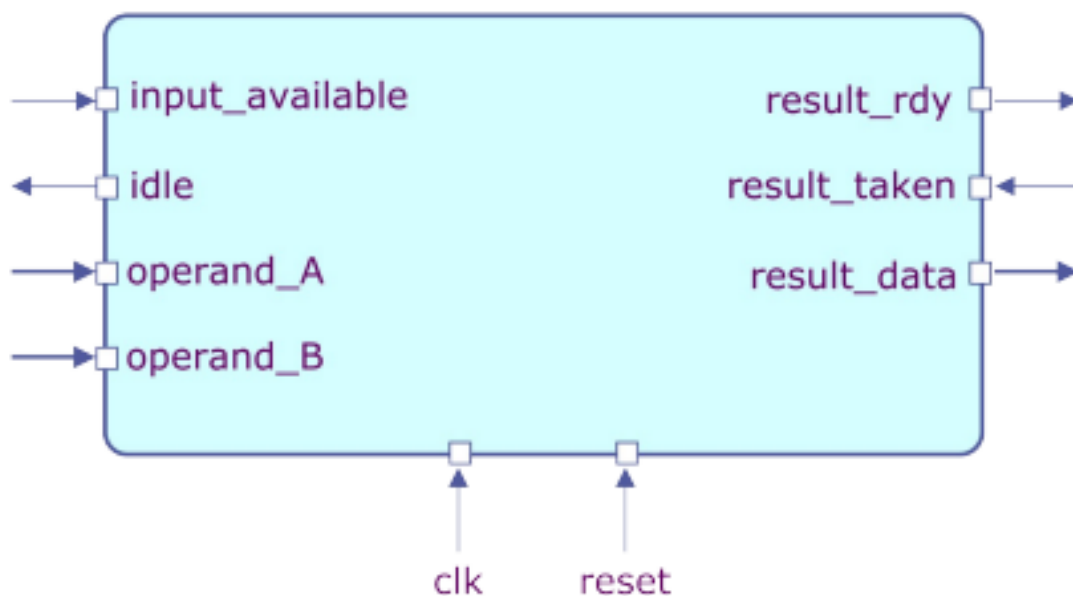 input_available
result_rdy
idle
result_taken
operand_A
result_data
operand_B
clk
reset